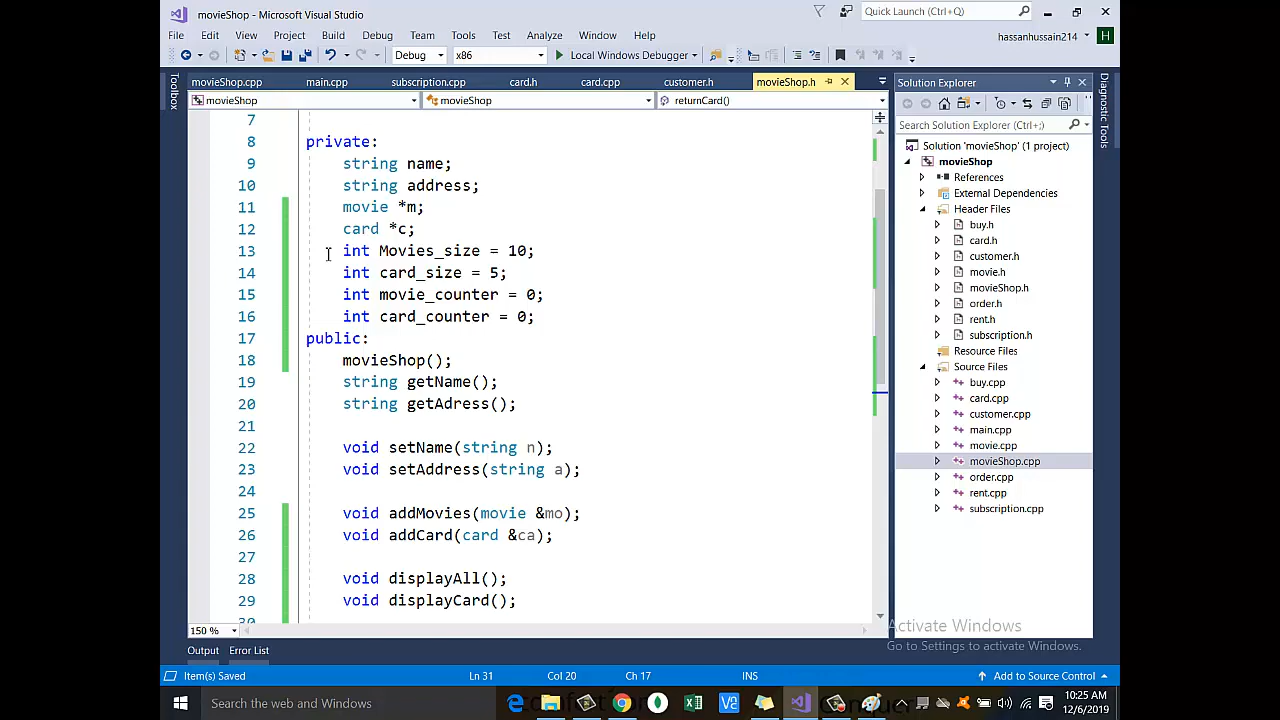 movieShop - Microsoft Visual Studio
Quick Launch (Ctrl+Q)
File Edit View Project Build Debug Team Tools Test Analyze Window Help
hassanhussain214 H
Debug x86 Local Windows Debugger
Toolbox
movieShop.cpp main.cpp subscription.cpp card.h card.cpp customer.h movieShop.h
movieShop movieShop returnCard()
7
8 private:
9 string name;
10 string address;
11 movie *m;
12 card *c;
13 int Movies_size = 10;
14 int card_size = 5;
15 int movie_counter = 0;
16 int card_counter = 0;
17 public:
18 movieShop();
19 string getName();
20 string getAdress();
21
22 void setName(string n);
23 void setAddress(string a);
24
25 void addMovies(movie &mo);
26 void addCard(card &ca);
27
28 void displayAll();
29 void displayCard();
30
150 %
Solution Explorer
Search Solution Explorer (Ctrl+;)
Solution 'movieShop' (1 project)
movieShop
References
External Dependencies
Header Files
buy.h
card.h
customer.h
movie.h
movieShop.h
order.h
rent.h
subscription.h
Resource Files
Source Files
buy.cpp
card.cpp
customer.cpp
main.cpp
movie.cpp
movieShop.cpp
order.cpp
rent.cpp
subscription.cpp
Diagnostic Tools
Activate Windows
Go to Settings to activate Windows.
Output Error List
Item(s) Saved Ln 31 Col 20 Ch 17 INS Add to Source Control
Search the web and Windows
10:25 AM
12/6/2019